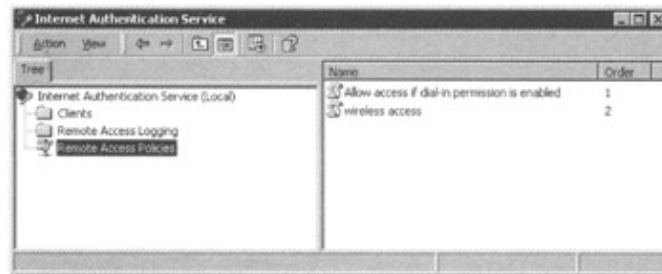 Internet Authentication Service
Action View
Tree
Internet Authentication Service (Local)
Clients
Remote Access Logging
Remote Access Policies
Name Order
Allow access if dial-in permission is enabled 1
wireless access 2